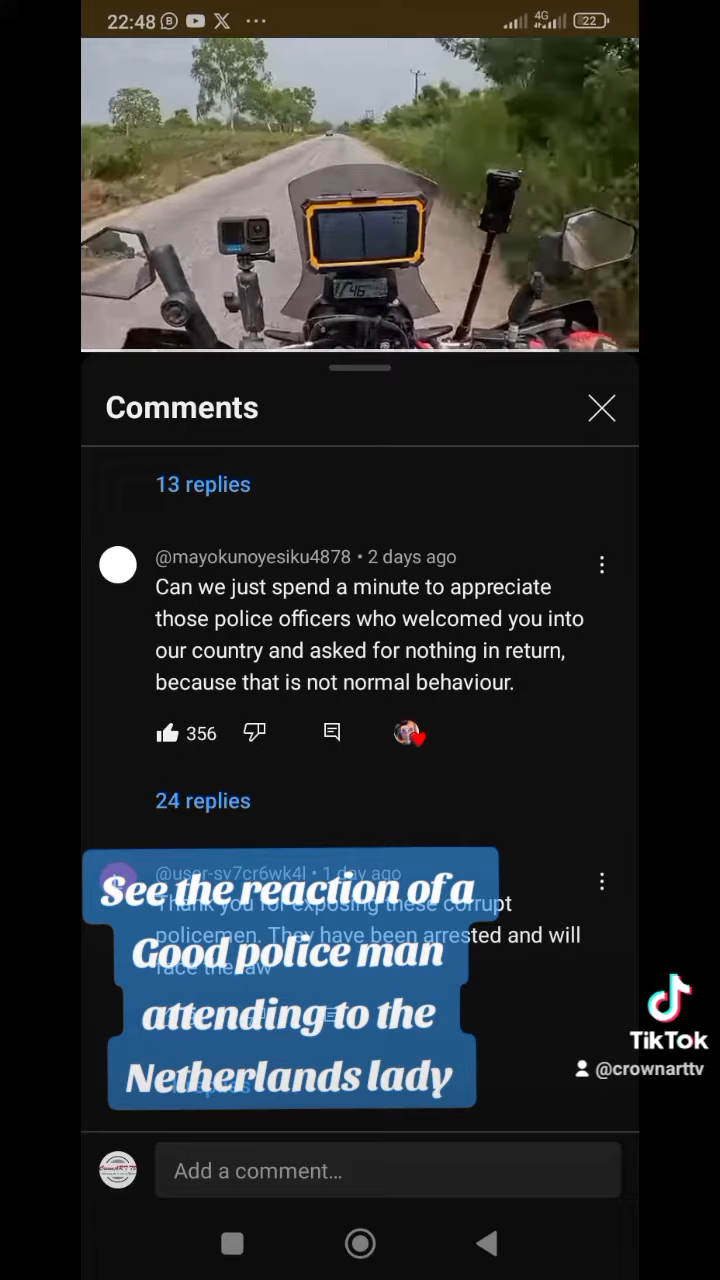 22:48
4G
22
46
Comments
13 replies
@mayokunoyesiku4878 • 2 days ago
Can we just spend a minute to appreciate
those police officers who welcomed you into
our country and asked for nothing in return,
because that is not normal behaviour.
356
24 replies
@user-sv7cr6wk4l • 1 day ago
Thank you for exposing these corrupt
policemen. They have been arrested and will
face the law
See the reaction of a
Good police man
attending to the
Netherlands lady
TikTok
@crownarttv
Add a comment...